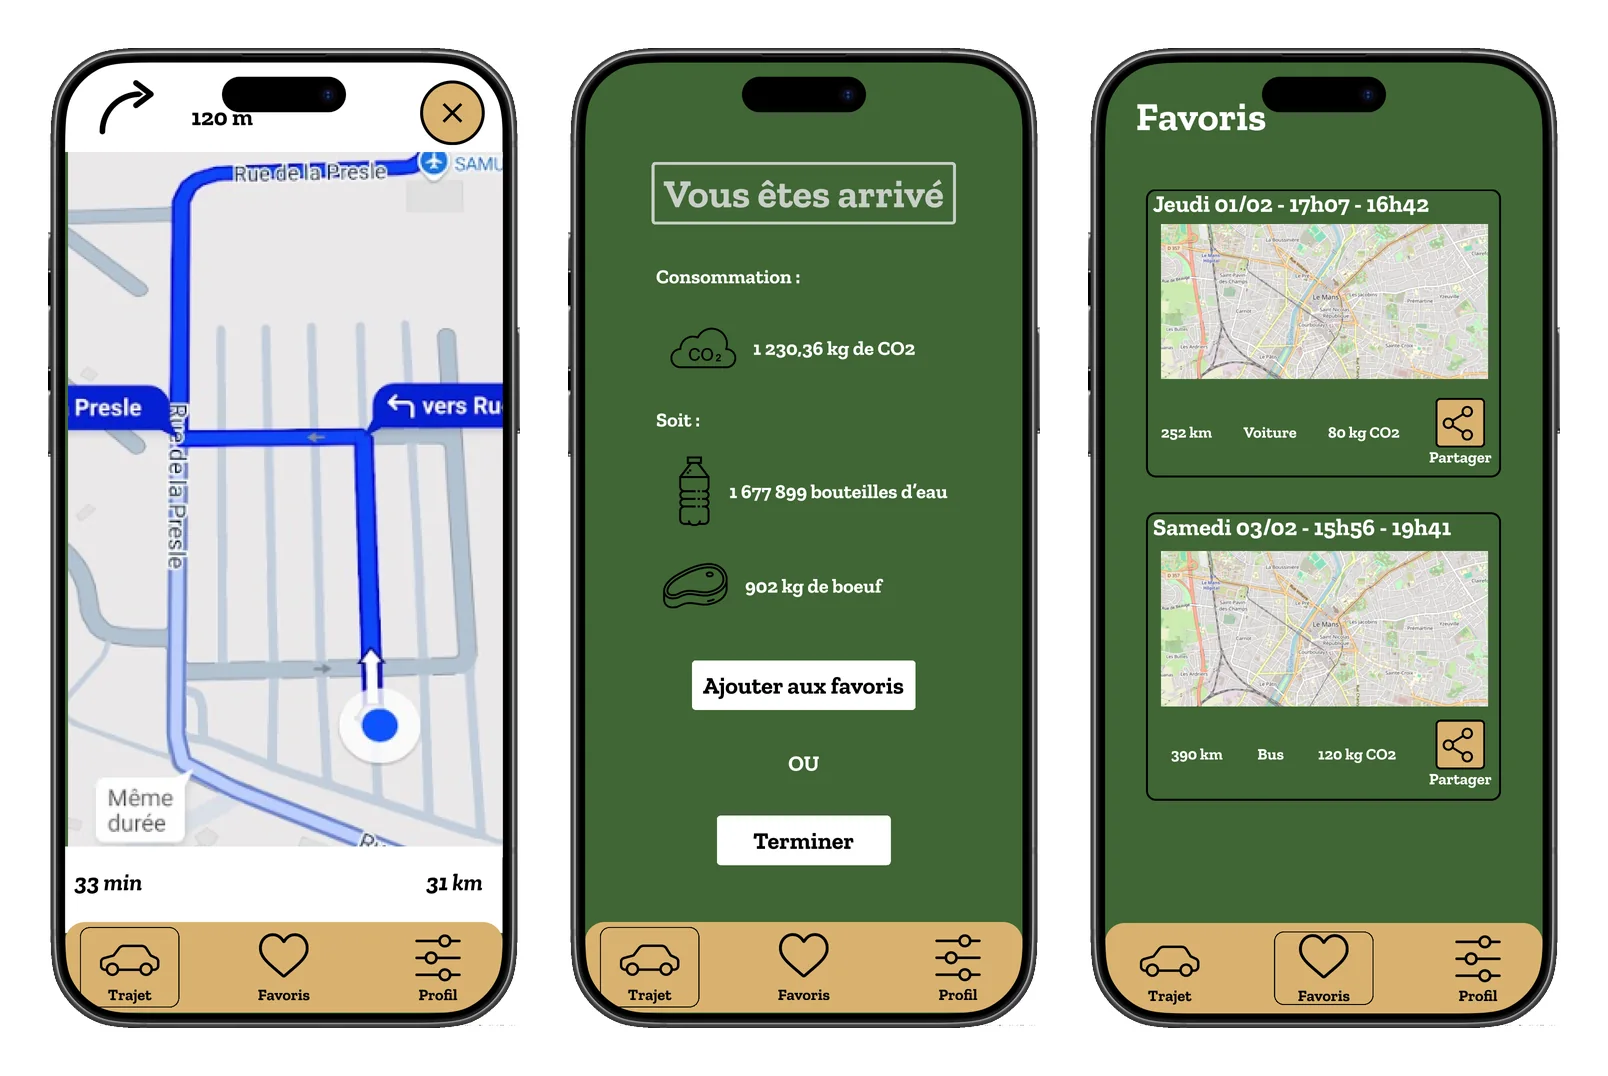 120 m
Rue de la Presle
SAMU
Presle
vers Ru
Rue de la Presle
Même
durée
33 min
31 km
Trajet
Favoris
Profil
Vous êtes arrivé
Consommation :
CO₂
1 230,36 kg de CO2
Soit :
1 677 899 bouteilles d'eau
902 kg de boeuf
Ajouter aux favoris
OU
Terminer
Trajet
Favoris
Profil
Favoris
Jeudi 01/02 - 17h07 - 16h42
Le Mans
252 km
Voiture
80 kg CO2
Partager
Samedi 03/02 - 15h56 - 19h41
Le Mans
390 km
Bus
120 kg CO2
Partager
Trajet
Favoris
Profil